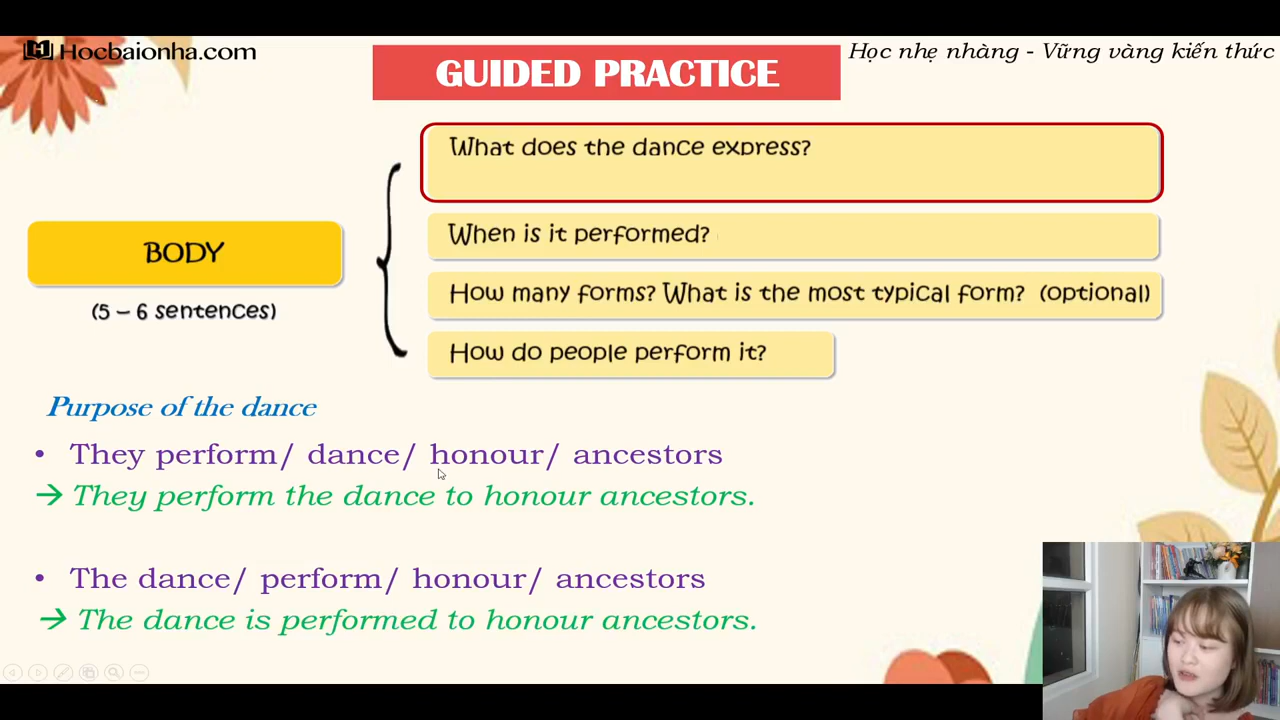 Hocbaionha.com
Học nhẹ nhàng - Vững vàng kiến thức
GUIDED PRACTICE
What does the dance express?
When is it performed?
BODY
(5 – 6 sentences)
How many forms? What is the most typical form? (optional)
How do people perform it?
Purpose of the dance
• They perform/ dance/ honour/ ancestors
→ They perform the dance to honour ancestors.
• The dance/ perform/ honour/ ancestors
→ The dance is performed to honour ancestors.